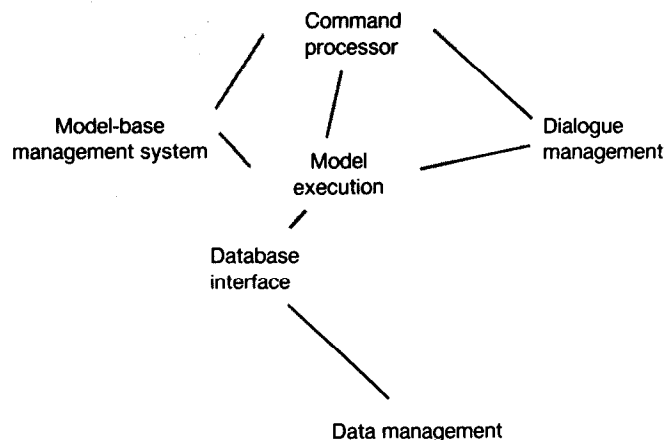 Command
processor
Model-base
management system
Dialogue
management
Model
execution
Database
interface
Data management